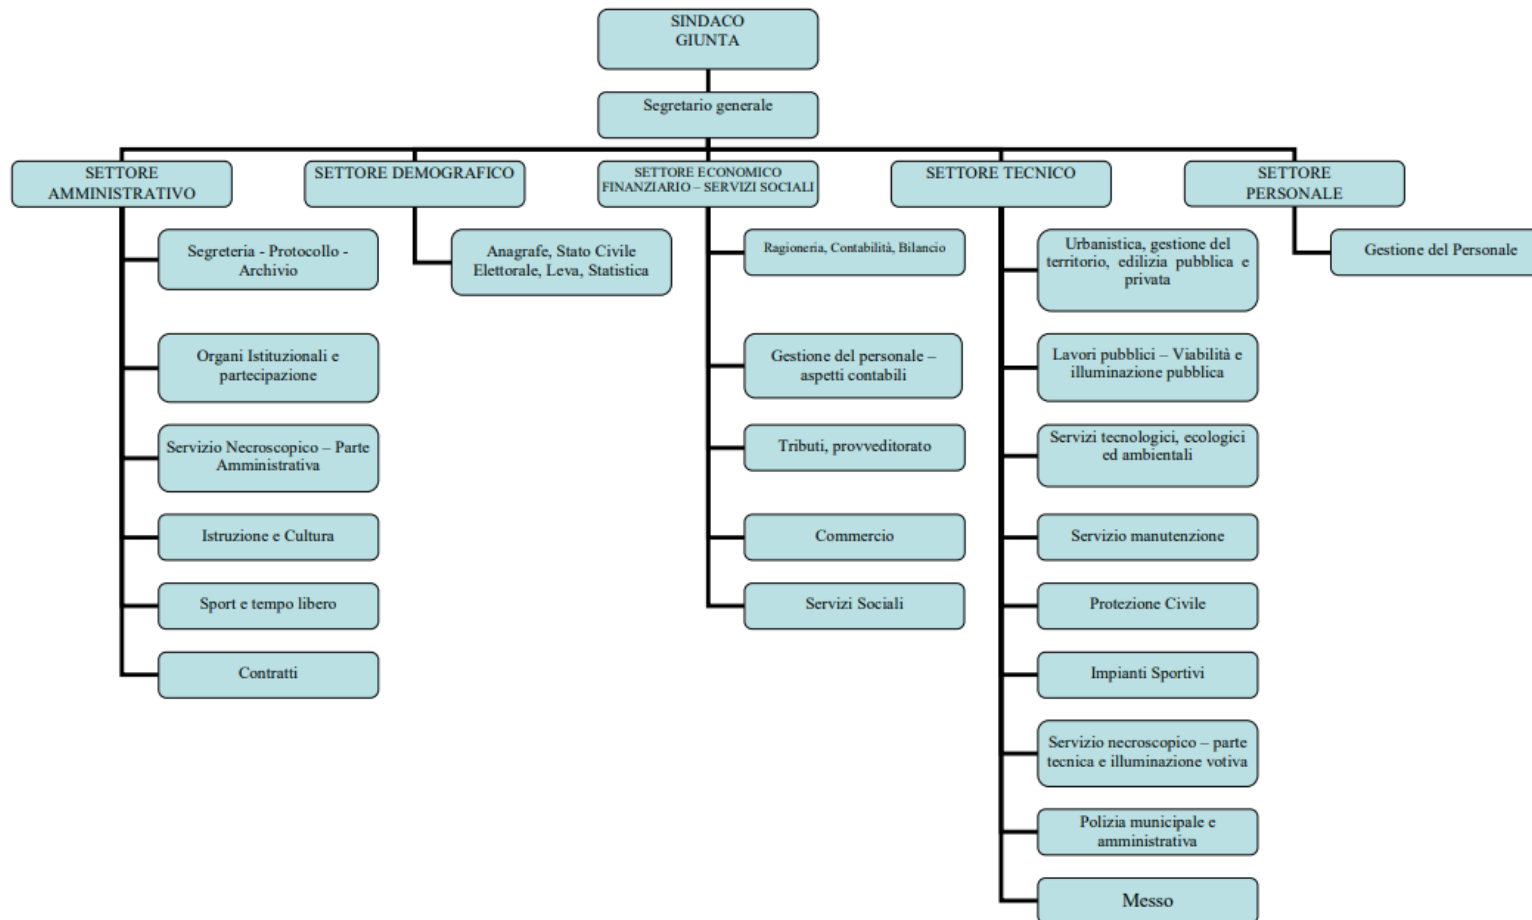 SINDACO
GIUNTA
Segretario generale
SETTORE
AMMINISTRATIVO
SETTORE DEMOGRAFICO
SETTORE ECONOMICO
FINANZIARIO – SERVIZI SOCIALI
SETTORE TECNICO
SETTORE
PERSONALE
Segreteria - Protocollo -
Archivio
Organi Istituzionali e
partecipazione
Servizio Necroscopico – Parte
Amministrativa
Istruzione e Cultura
Sport e tempo libero
Contratti
Anagrafe, Stato Civile
Elettorale, Leva, Statistica
Ragioneria, Contabilità, Bilancio
Gestione del personale –
aspetti contabili
Tributi, provveditorato
Commercio
Servizi Sociali
Urbanistica, gestione del
territorio, edilizia pubblica e
privata
Lavori pubblici – Viabilità e
illuminazione pubblica
Servizi tecnologici, ecologici
ed ambientali
Servizio manutenzione
Protezione Civile
Impianti Sportivi
Servizio necroscopico – parte
tecnica e illuminazione votiva
Polizia municipale e
amministrativa
Messo
Gestione del Personale